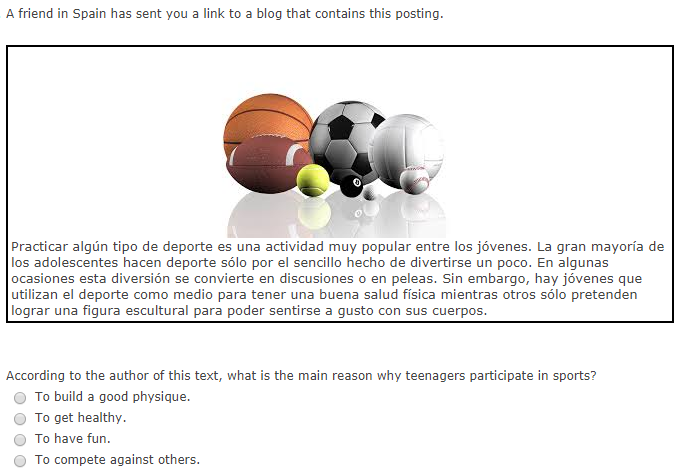 A friend in Spain has sent you a link to a blog that contains this posting.
8
Practicar algún tipo de deporte es una actividad muy popular entre los jóvenes. La gran mayoría de
los adolescentes hacen deporte sólo por el sencillo hecho de divertirse un poco. En algunas
ocasiones esta diversión se convierte en discusiones o en peleas. Sin embargo, hay jóvenes que
utilizan el deporte como medio para tener una buena salud física mientras otros sólo pretenden
lograr una figura escultural para poder sentirse a gusto con sus cuerpos.
According to the author of this text, what is the main reason why teenagers participate in sports?
To build a good physique.
To get healthy.
To have fun.
To compete against others.